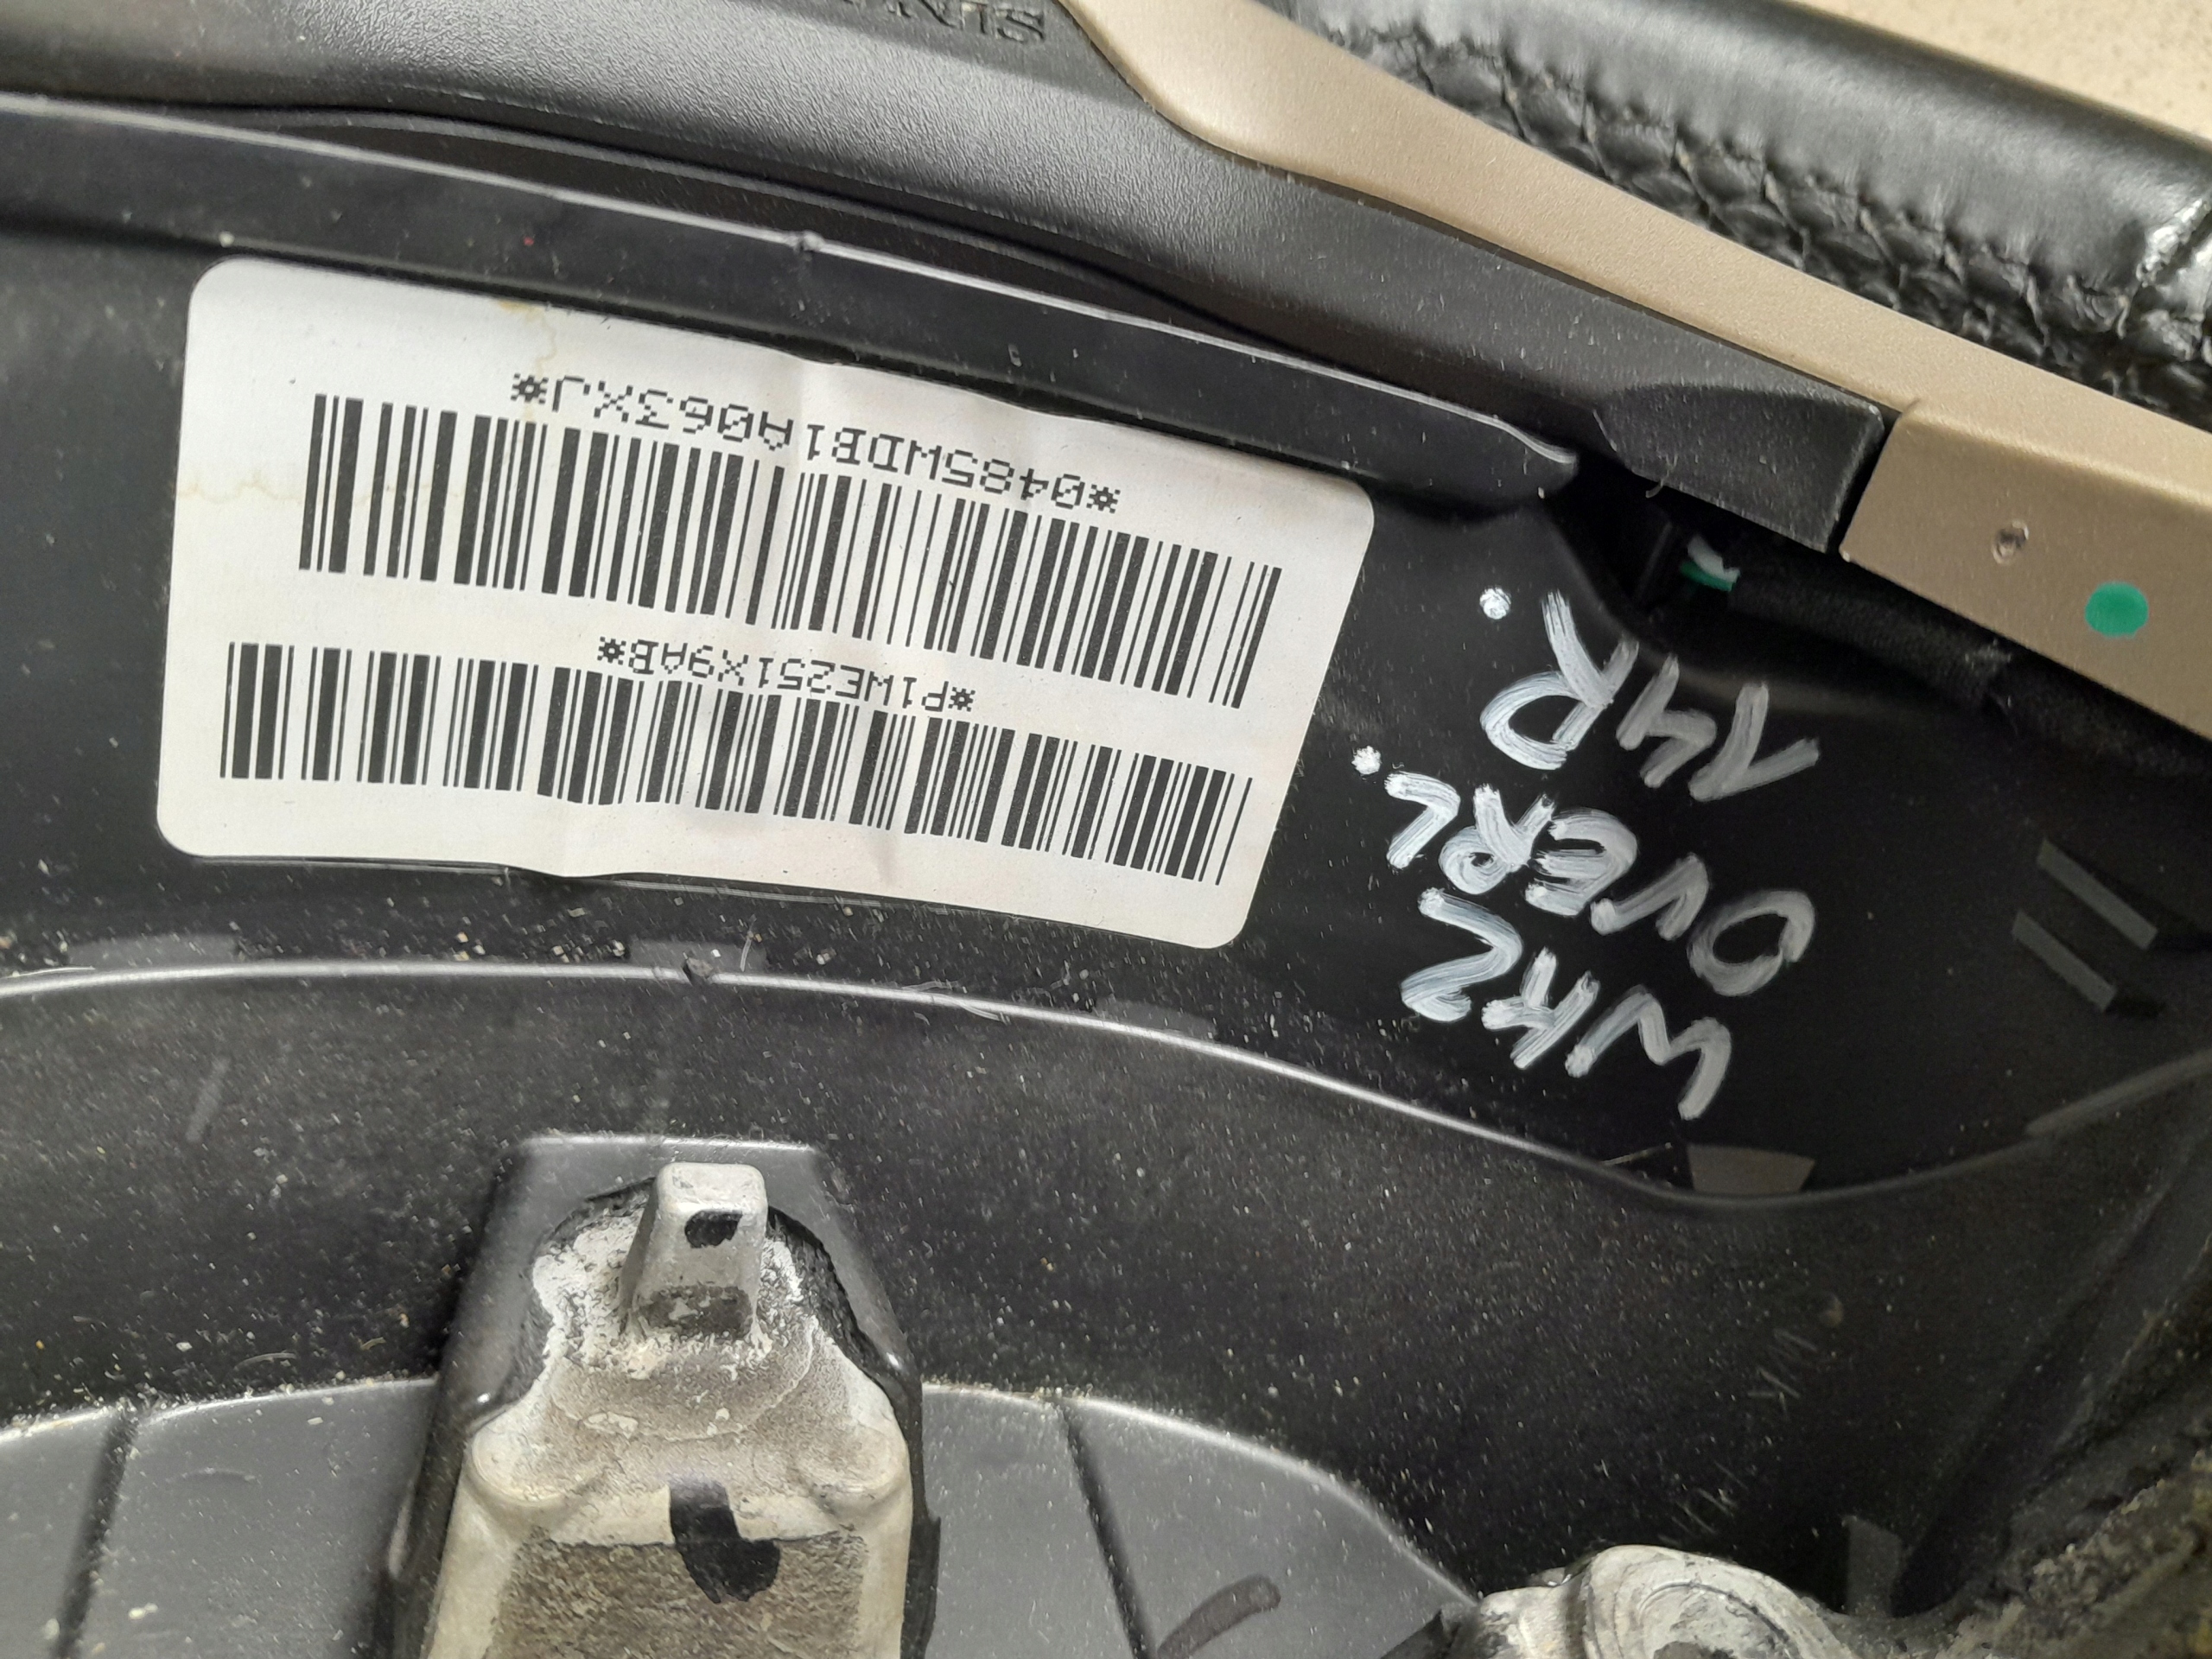 *P1WE251X9AB*
*0485WDB1A063XJ*
WK2
OVERL.
14R.